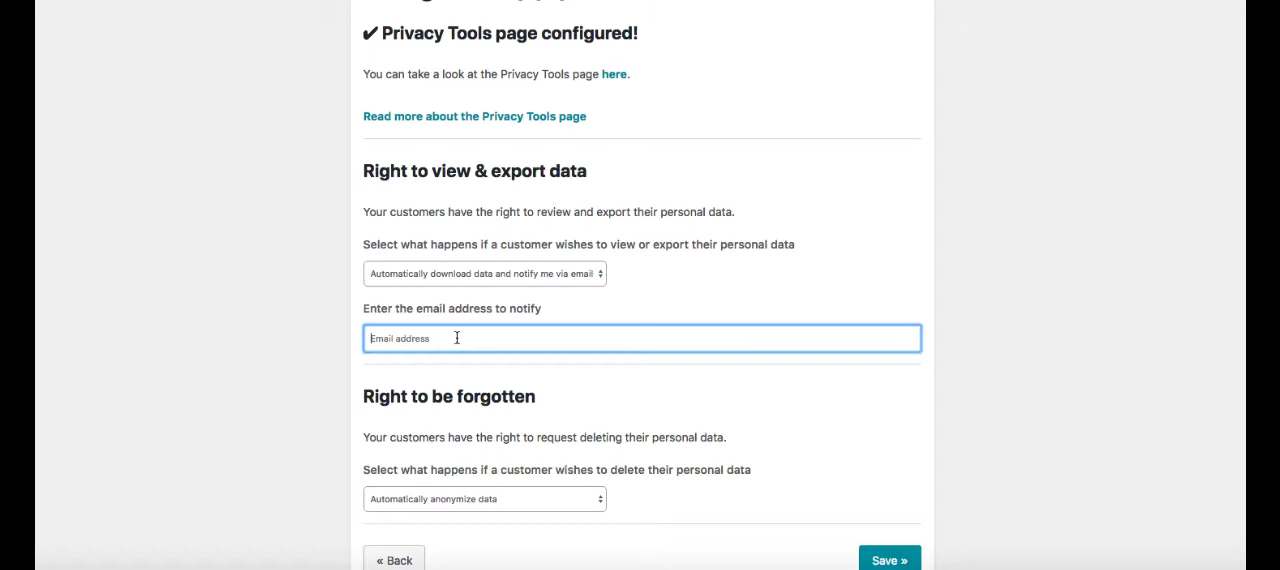 ✔ Privacy Tools page configured!
You can take a look at the Privacy Tools page here.
Read more about the Privacy Tools page
Right to view & export data
Your customers have the right to review and export their personal data.
Select what happens if a customer wishes to view or export their personal data
Automatically download data and notify me via email
Enter the email address to notify
Email address
Right to be forgotten
Your customers have the right to request deleting their personal data.
Select what happens if a customer wishes to delete their personal data
Automatically anonymize data
« Back
Save »